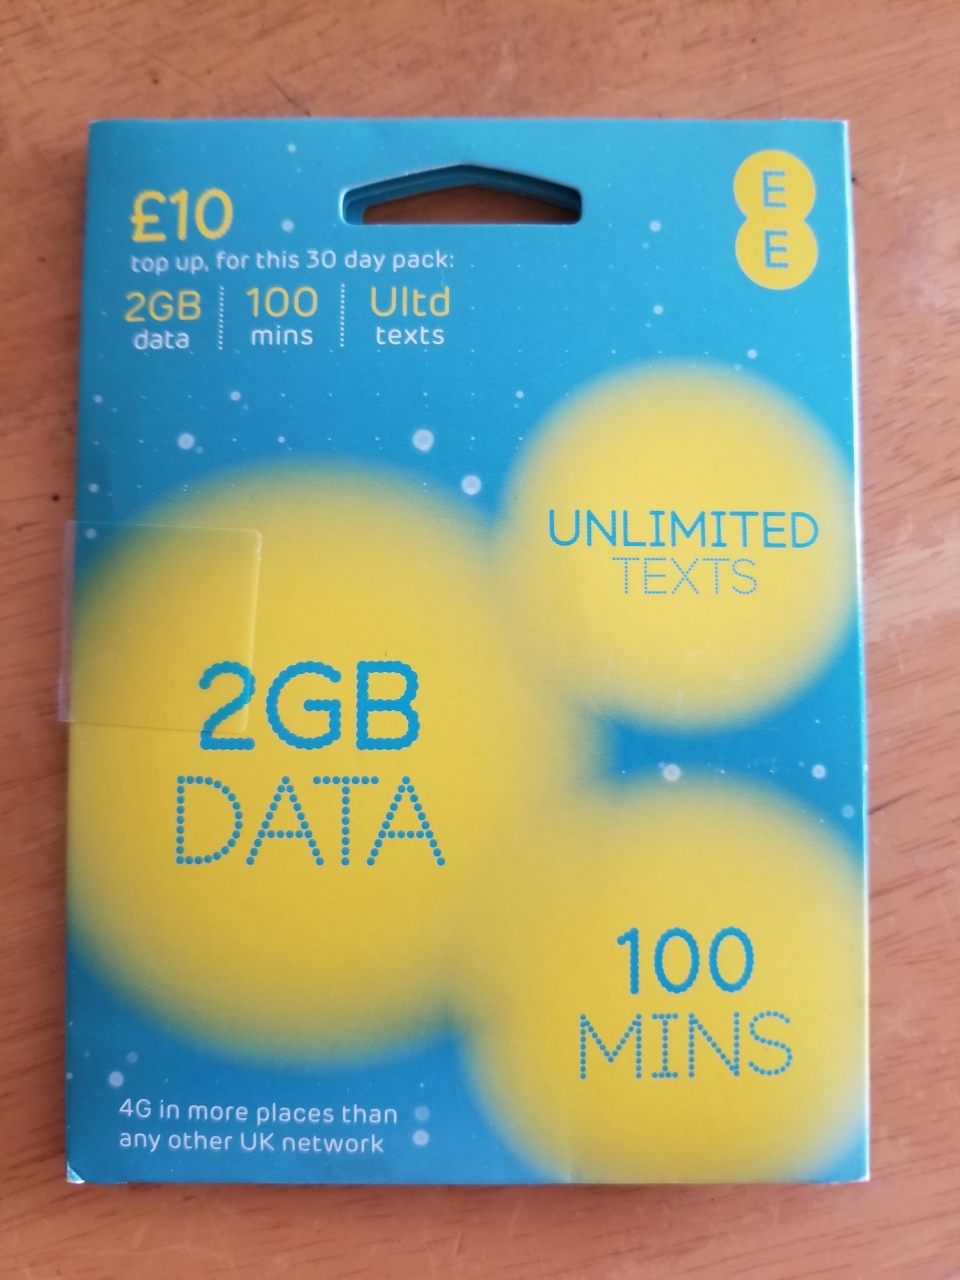 £10
top up, for this 30 day pack:
2GB 100 Ultd
data mins texts
E
E
UNLIMITED
TEXTS
2GB
DATA
100
MINS
4G in more places than
any other UK network